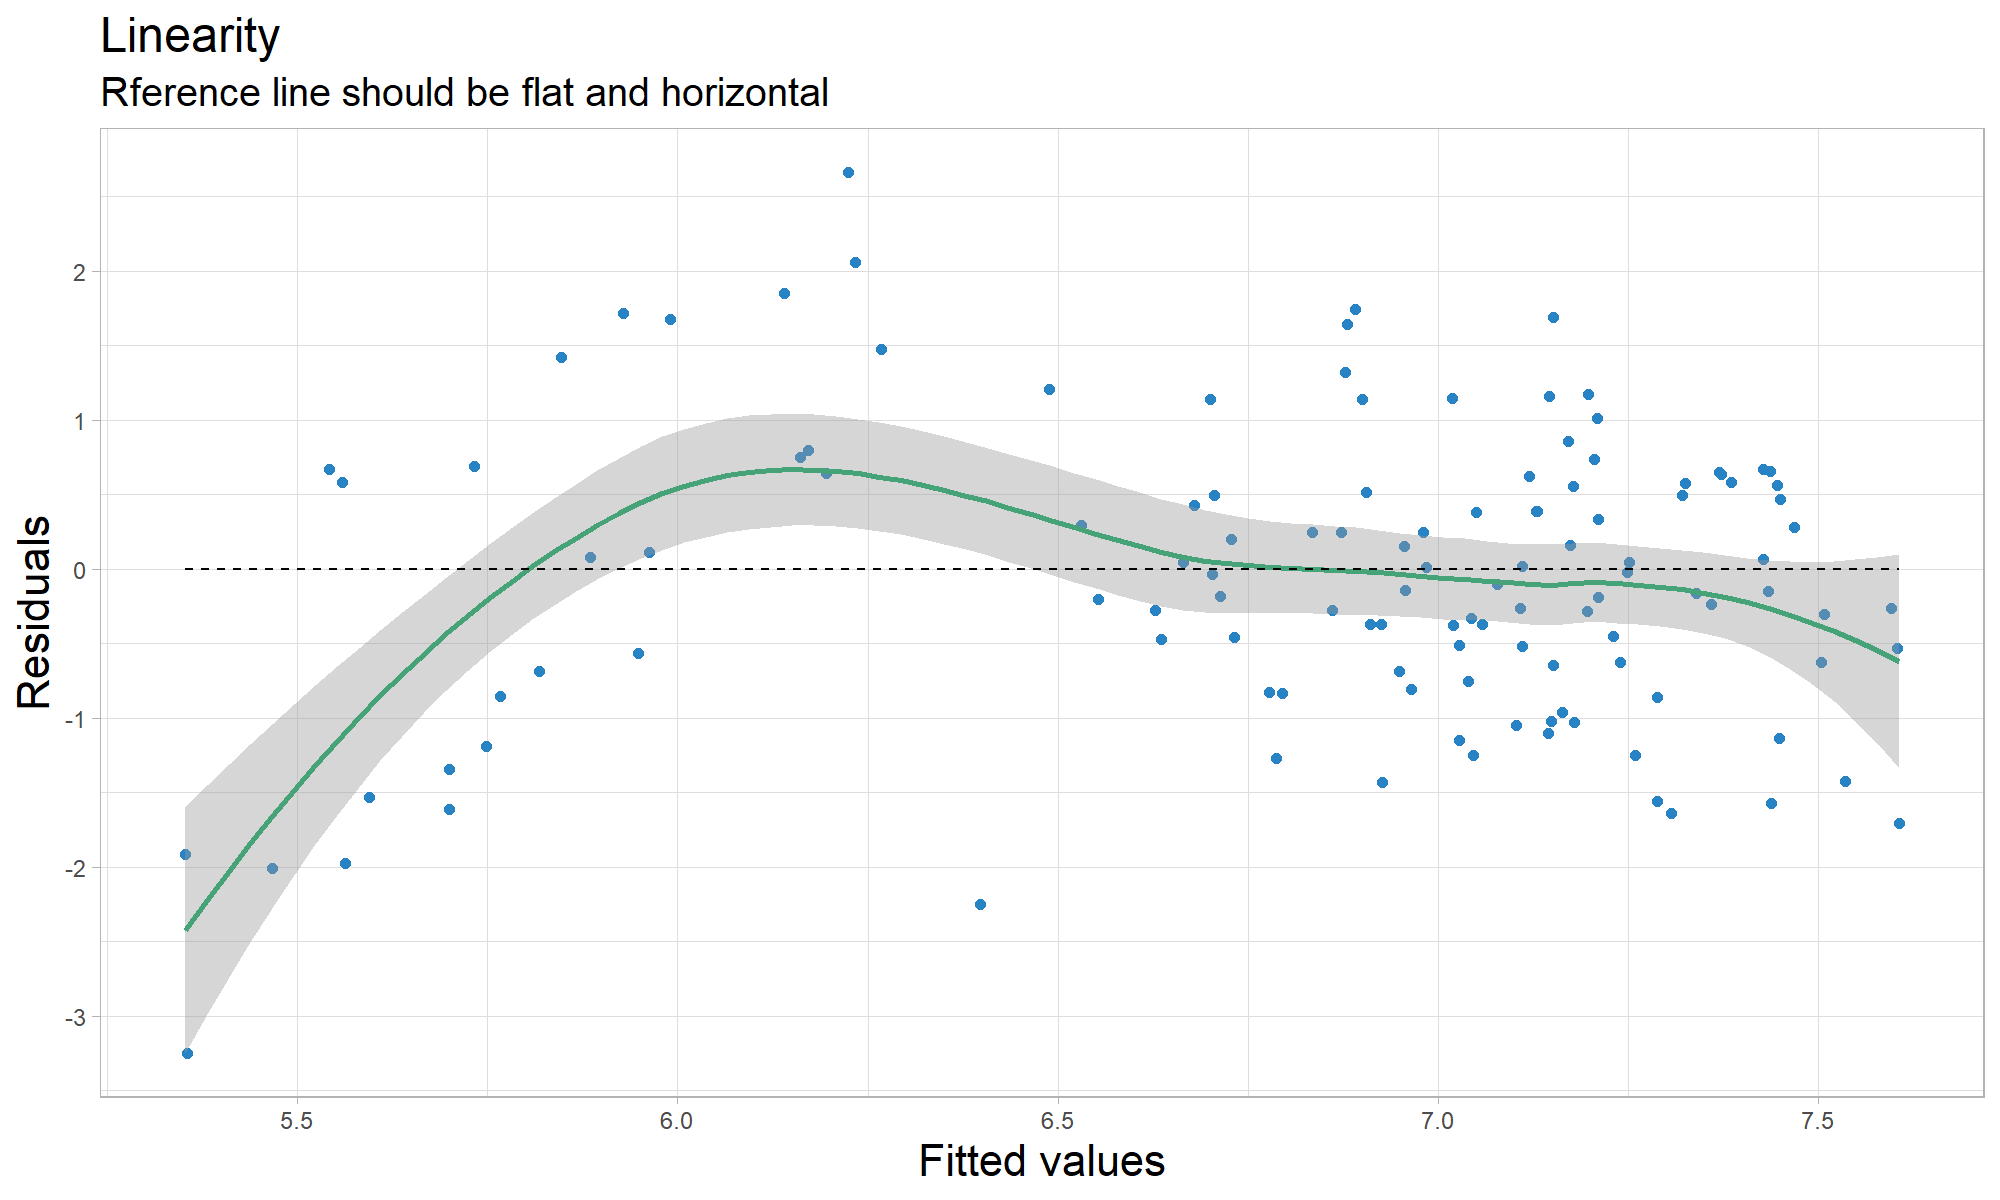 Linearity
Rference line should be flat and horizontal
Residuals
2
1
0
-1
-2
-3
5.5
6.0
6.5
7.0
7.5
Fitted values